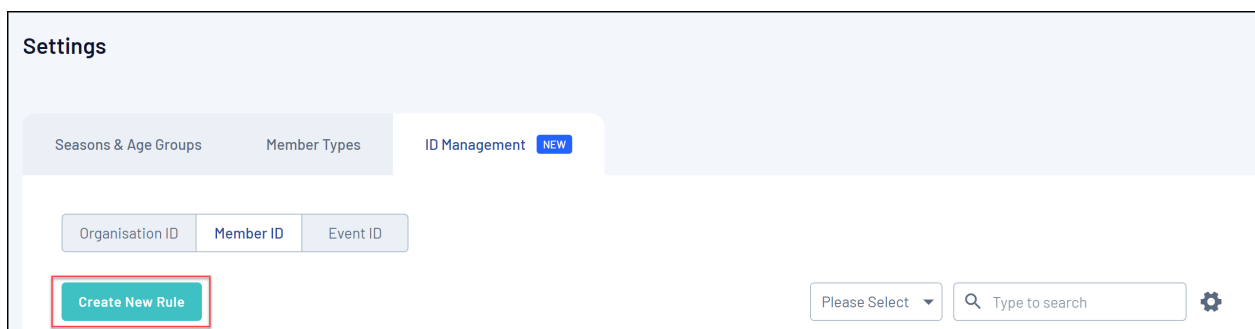 Settings
Seasons & Age Groups Member Types ID Management NEW
Organisation ID Member ID Event ID
Create New Rule Please Select Type to search